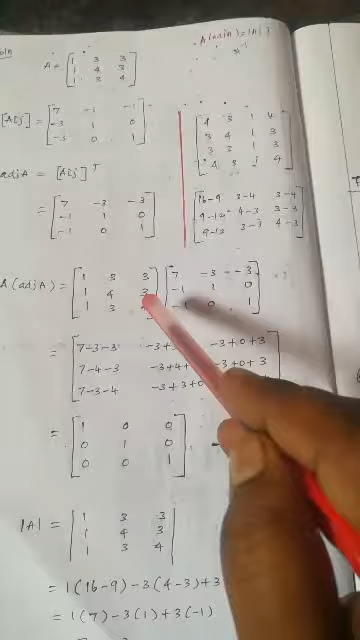 Soln
A(adjA) = |A| I
A = [1 3 3
1 4 3
1 3 4]
[Adj] = [7 -1 -1
-3 1 0
-3 0 1]
4 3 1 4
3 4 1 3
3 3 1 3
4 3 1 4
adj A = [Adj]ᵀ
= [7 -3 -3
-1 1 0
-1 0 1]
[16-9 3-4 3-4
9-12 4-3 3-3
9-12 3-3 4-3]
A(adjA) = [1 3 3
1 4 3
1 3] [7 -3 -3
-1 1 0
-1 0 1]
= [7-3-3 -3+3 -3+0+3
7-4-3 -3+4+ -3+0+3
7-3-4 -3+3+0 ]
= [1 0 0
0 1 0
0 0 1]
|A| = |1 3 3
1 4 3
1 3 4|
= 1(16-9) -3(4-3)+3
= 1(7) -3(1) +3(-1)